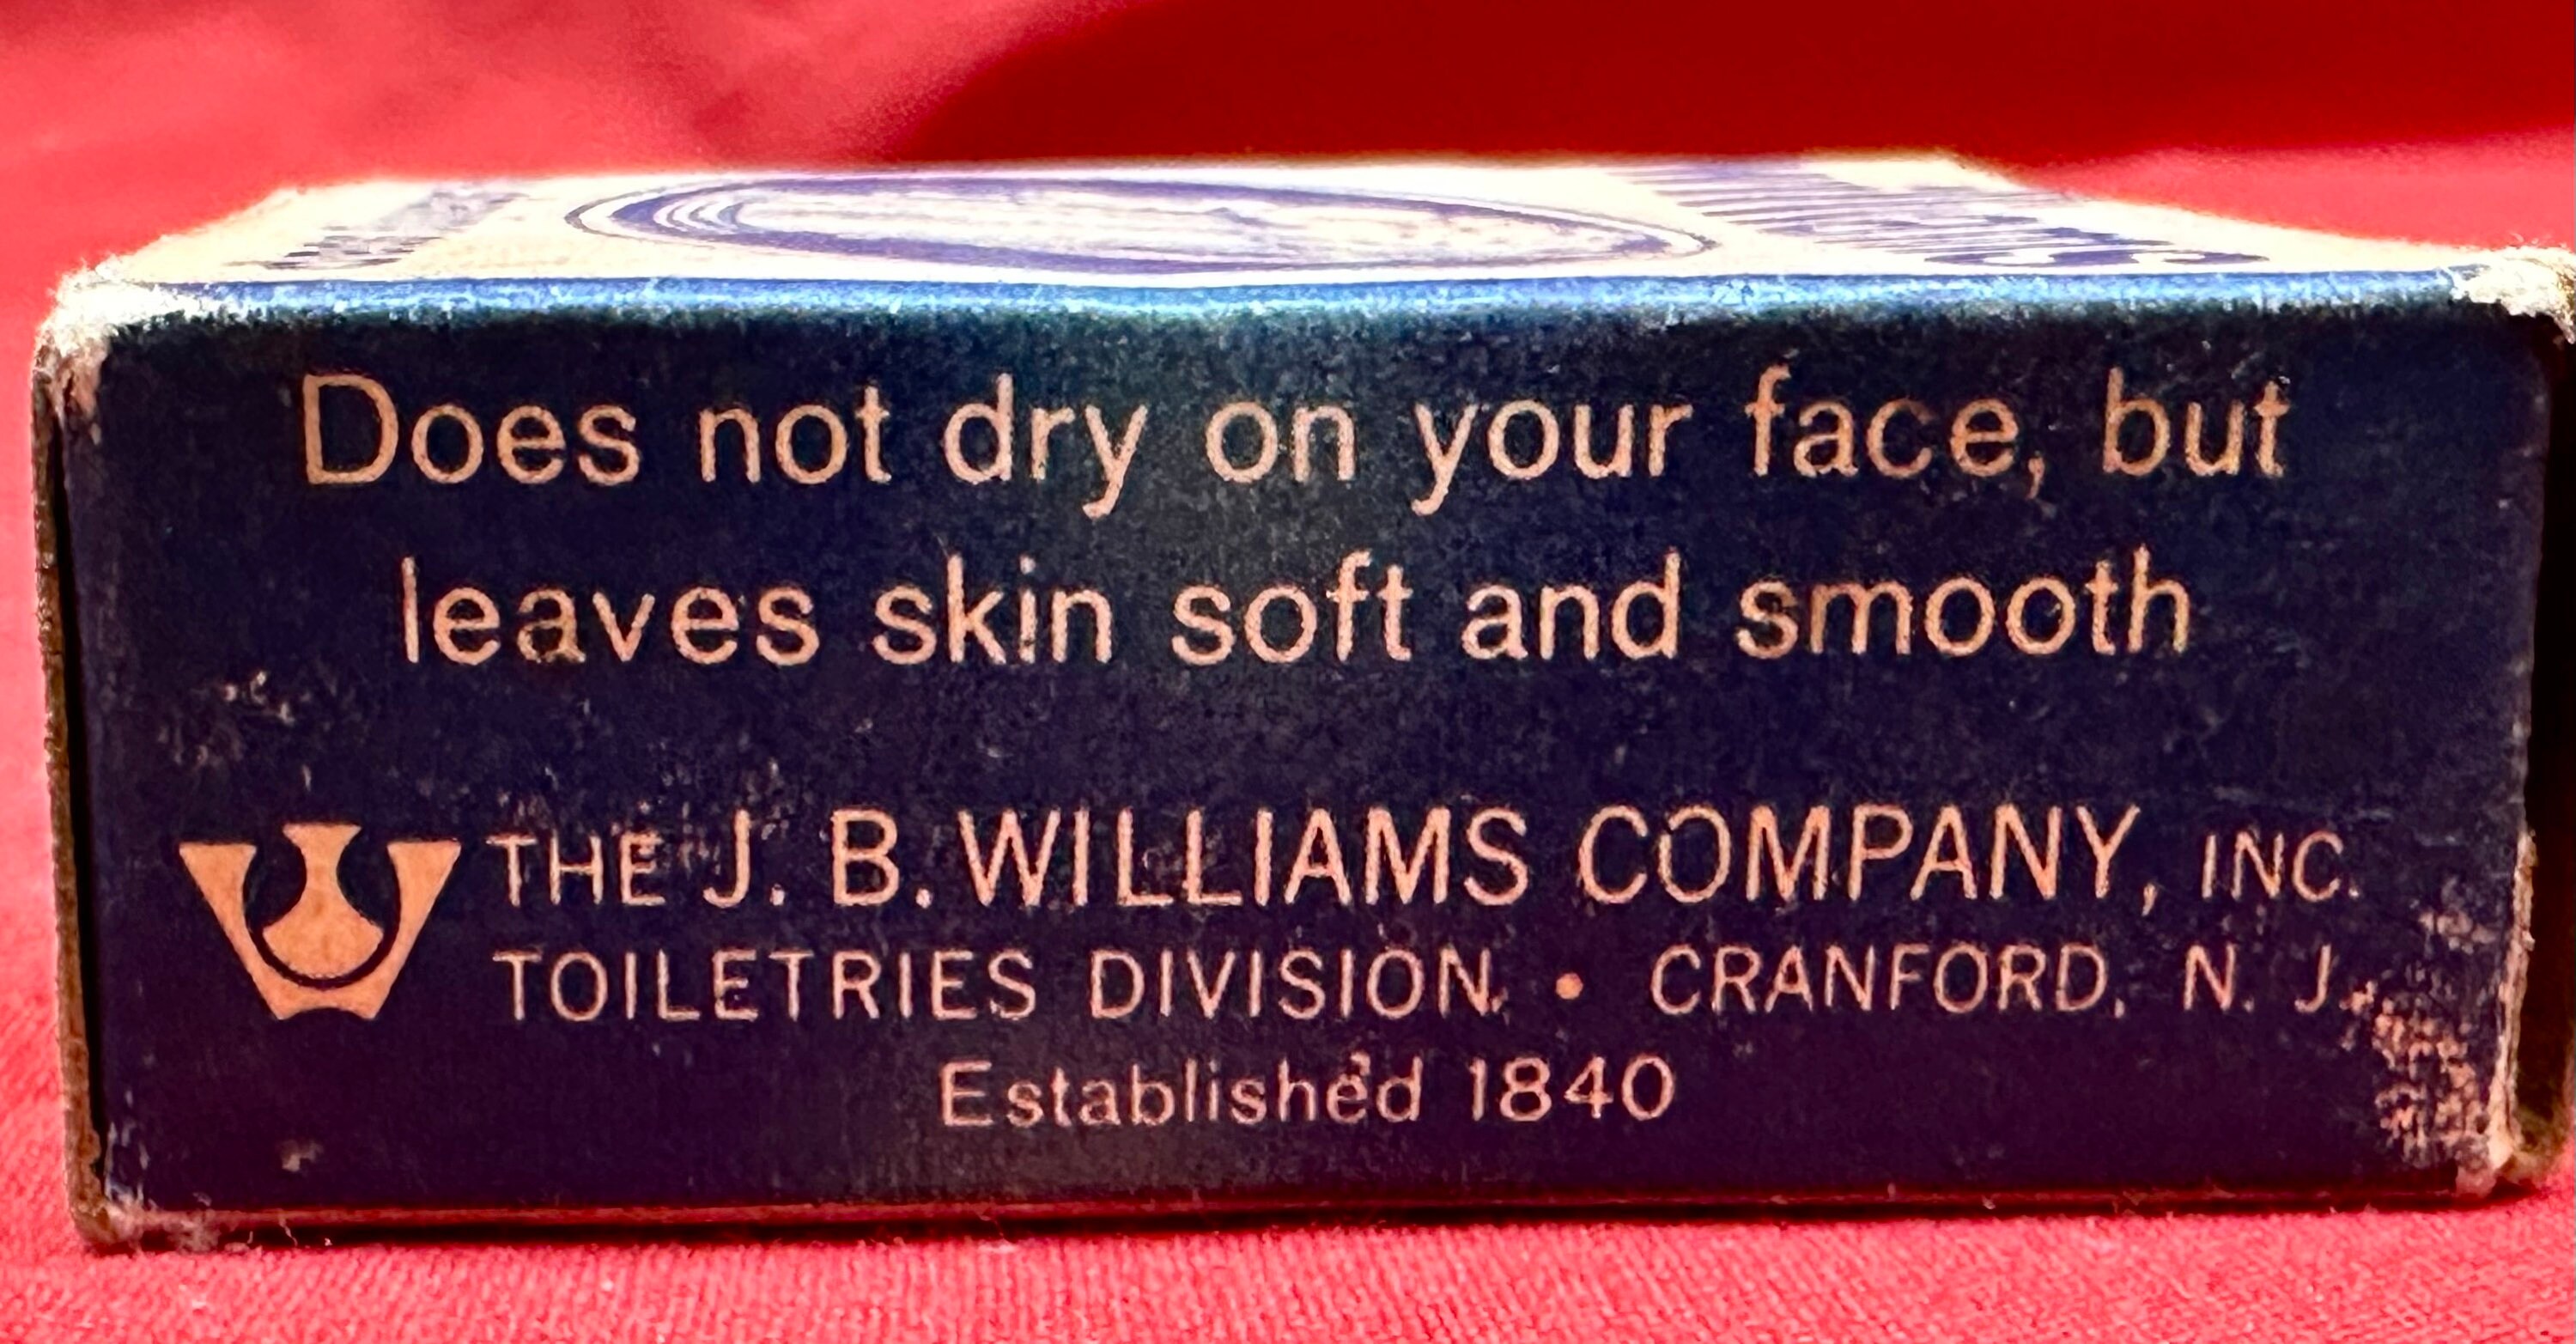 Does not dry on your face, but
leaves skin soft and smooth
THE J. B. WILLIAMS COMPANY, INC.
TOILETRIES DIVISION • CRANFORD, N. J.
Established 1840